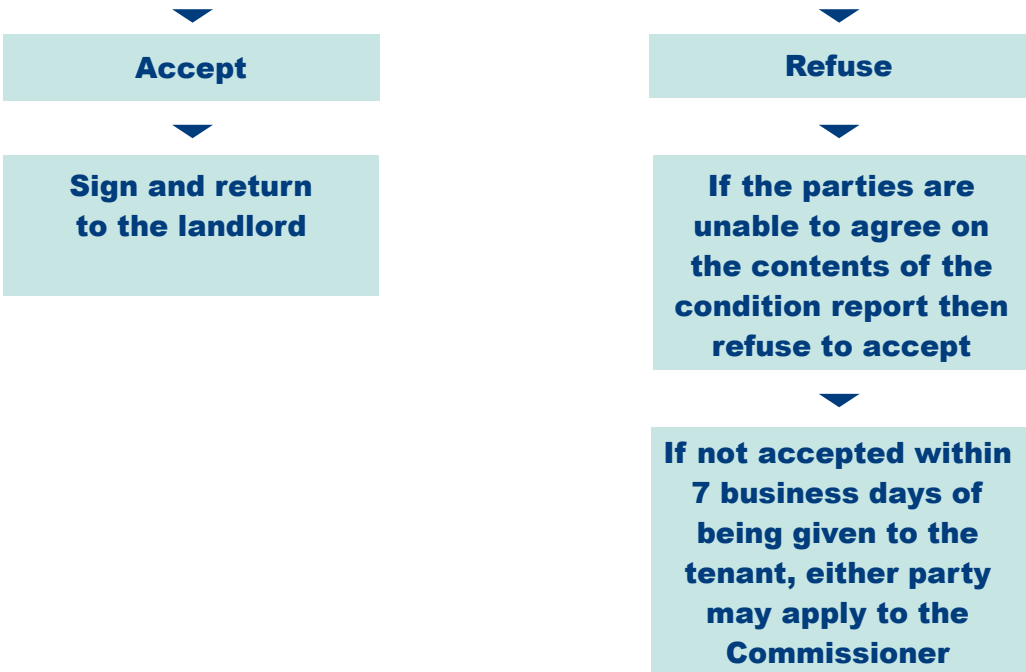 Accept
Sign and return
to the landlord
Refuse
If the parties are
unable to agree on
the contents of the
condition report then
refuse to accept
If not accepted within
7 business days of
being given to the
tenant, either party
may apply to the
Commissioner